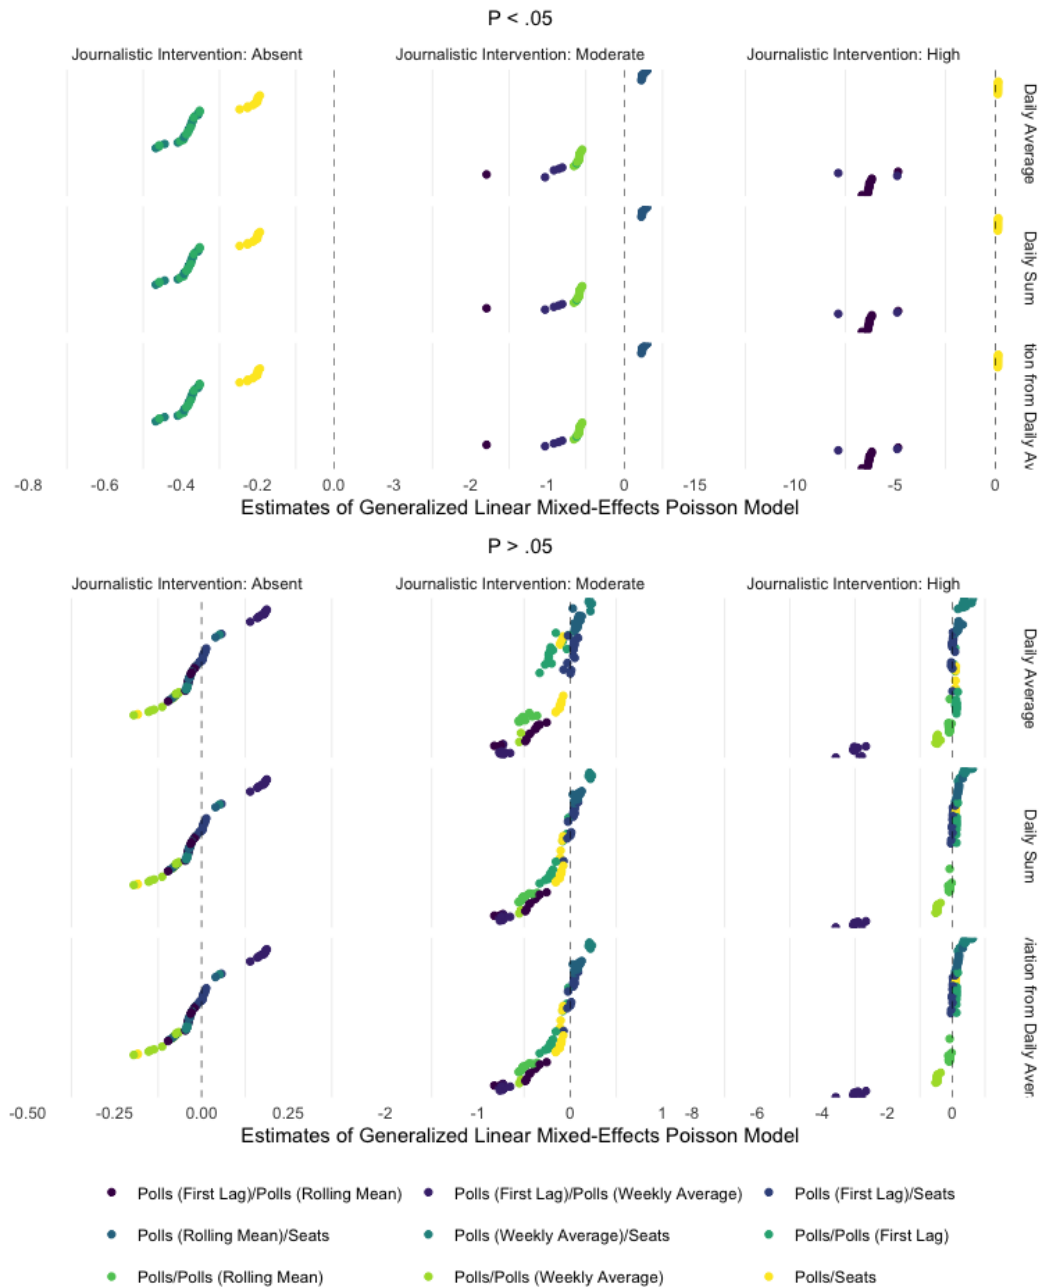 P < .05
Journalistic Intervention: Absent
Journalistic Intervention: Moderate
Journalistic Intervention: High
Daily Average
Daily Sum
tion from Daily Av
-0.8 -0.6 -0.4 -0.2 0.0 -3 -2 -1 0 -15 -10 -5 0
Estimates of Generalized Linear Mixed-Effects Poisson Model
P > .05
Journalistic Intervention: Absent
Journalistic Intervention: Moderate
Journalistic Intervention: High
Daily Average
Daily Sum
iation from Daily Aver
-0.50 -0.25 0.00 0.25 -2 -1 0 1 -8 -6 -4 -2 0
Estimates of Generalized Linear Mixed-Effects Poisson Model
Polls (First Lag)/Polls (Rolling Mean)
Polls (First Lag)/Polls (Weekly Average)
Polls (First Lag)/Seats
Polls (Rolling Mean)/Seats
Polls (Weekly Average)/Seats
Polls/Polls (First Lag)
Polls/Polls (Rolling Mean)
Polls/Polls (Weekly Average)
Polls/Seats